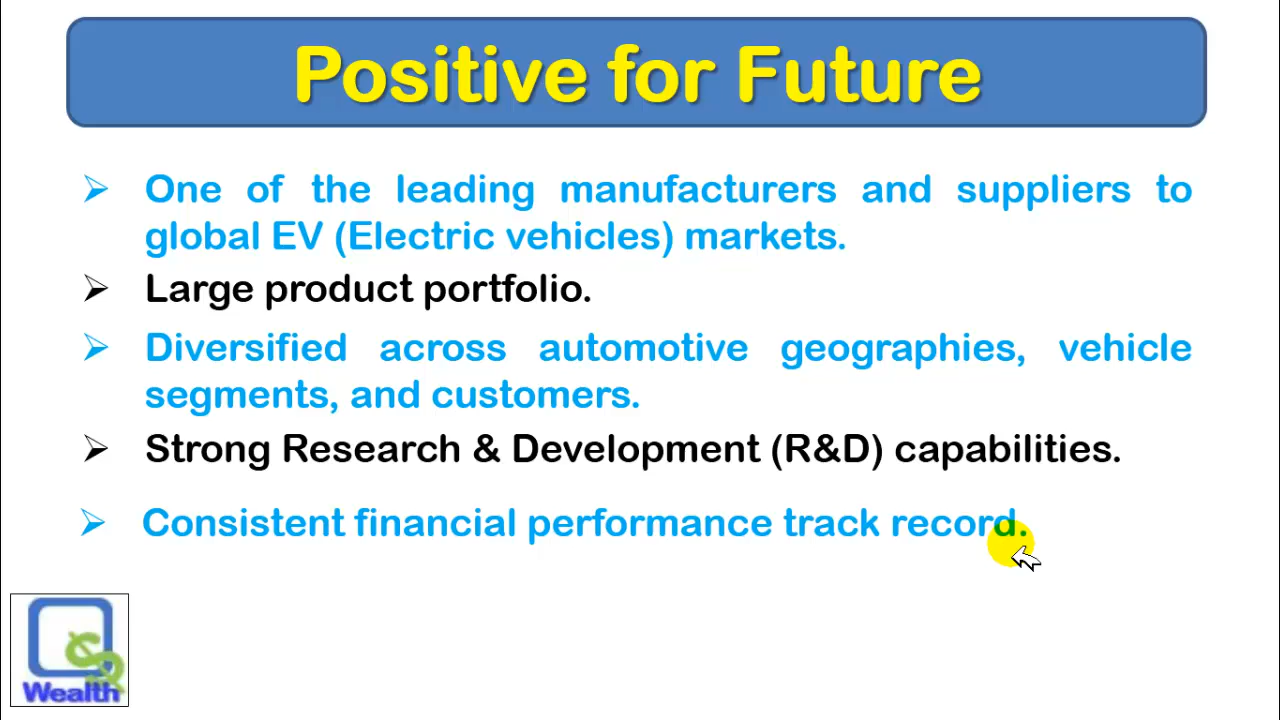 Positive for Future
➢ One of the leading manufacturers and suppliers to
global EV (Electric vehicles) markets.
➢ Large product portfolio.
➢ Diversified across automotive geographies, vehicle
segments, and customers.
➢ Strong Research & Development (R&D) capabilities.
➢ Consistent financial performance track record.
Wealth